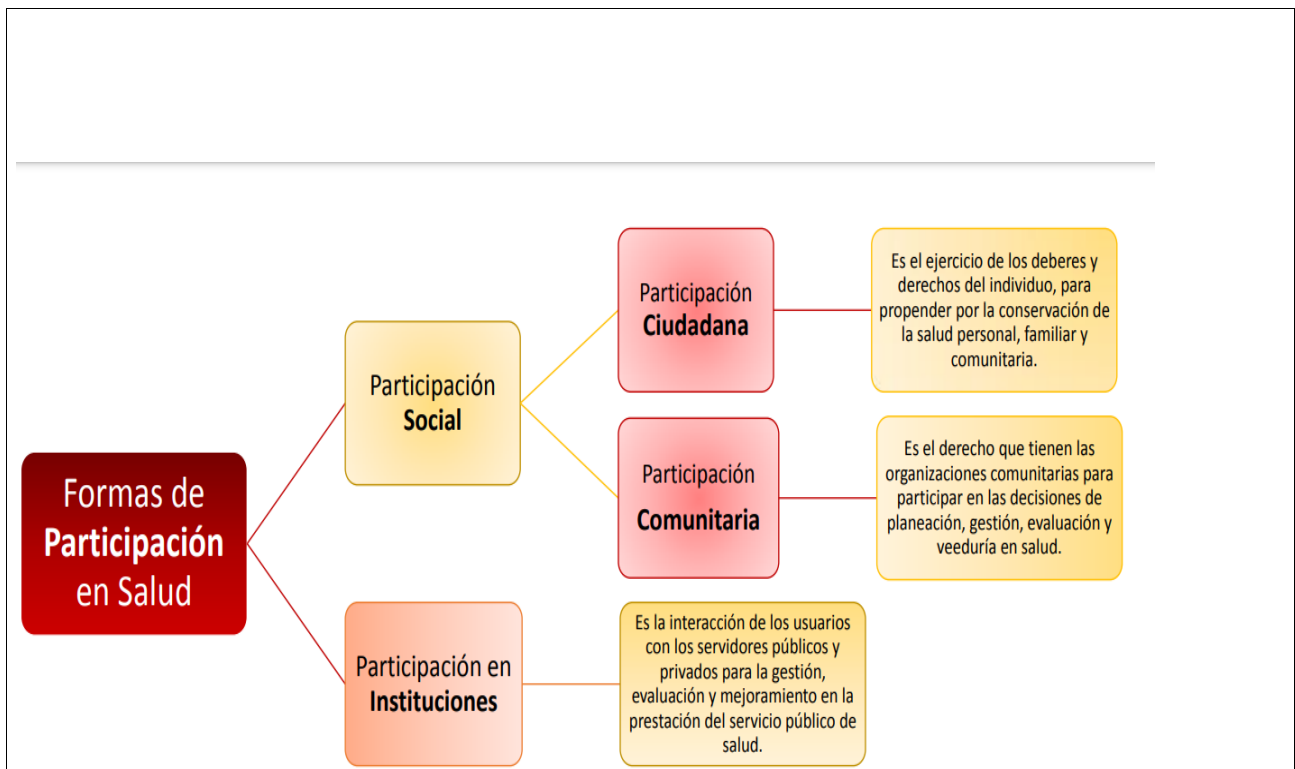 Formas de
Participación
en Salud
Participación
Social
Participación
Ciudadana
Es el ejercicio de los deberes y
derechos del individuo, para
propender por la conservación de
la salud personal, familiar y
comunitaria.
Participación
Comunitaria
Es el derecho que tienen las
organizaciones comunitarias para
participar en las decisiones de
planeación, gestión, evaluación y
veeduría en salud.
Participación en
Instituciones
Es la interacción de los usuarios
con los servidores públicos y
privados para la gestión,
evaluación y mejoramiento en la
prestación del servicio público de
salud.